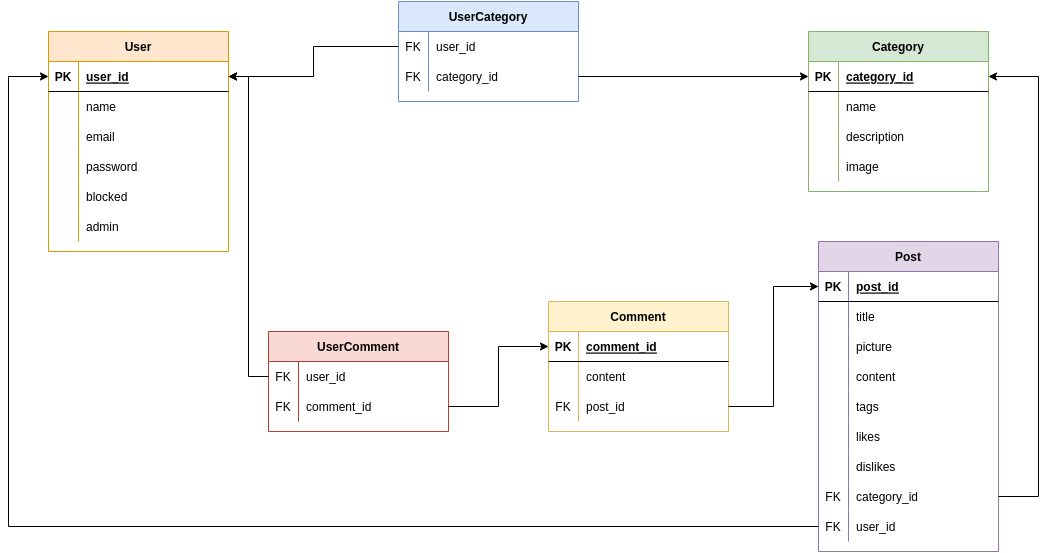 UserCategory
FK user_id
FK category_id
User
PK user_id
name
email
password
blocked
admin
Category
PK category_id
name
description
image
UserComment
FK user_id
FK comment_id
Comment
PK comment_id
content
FK post_id
Post
PK post_id
title
picture
content
tags
likes
dislikes
FK category_id
FK user_id